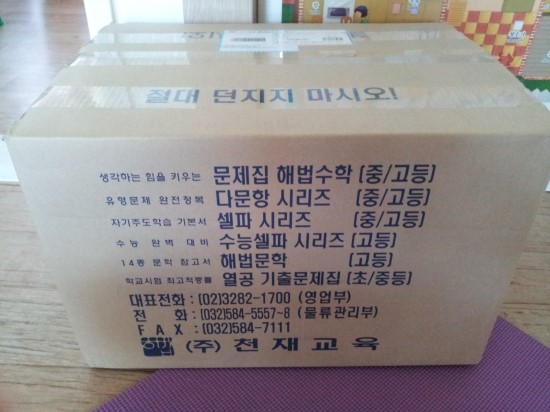 절대 던지지 마시오!
생각하는 힘을 키우는 문제집 해법수학 (중/고등)
유형문제 완전정복 다문항 시리즈 (중/고등)
자기주도학습 기본서 셀파 시리즈 (중/고등)
수능 완벽 대비 수능셀파 시리즈 (고등)
14종 문학 참고서 해법문학 (고등)
학교시험 최고적중률 열공 기출문제집 (초/중등)
대표전화 : (02)3282-1700 (영업부)
전 화 : (032)584-5557~8 (물류관리부)
F A X : (032)584-7111
(주) 천재교육